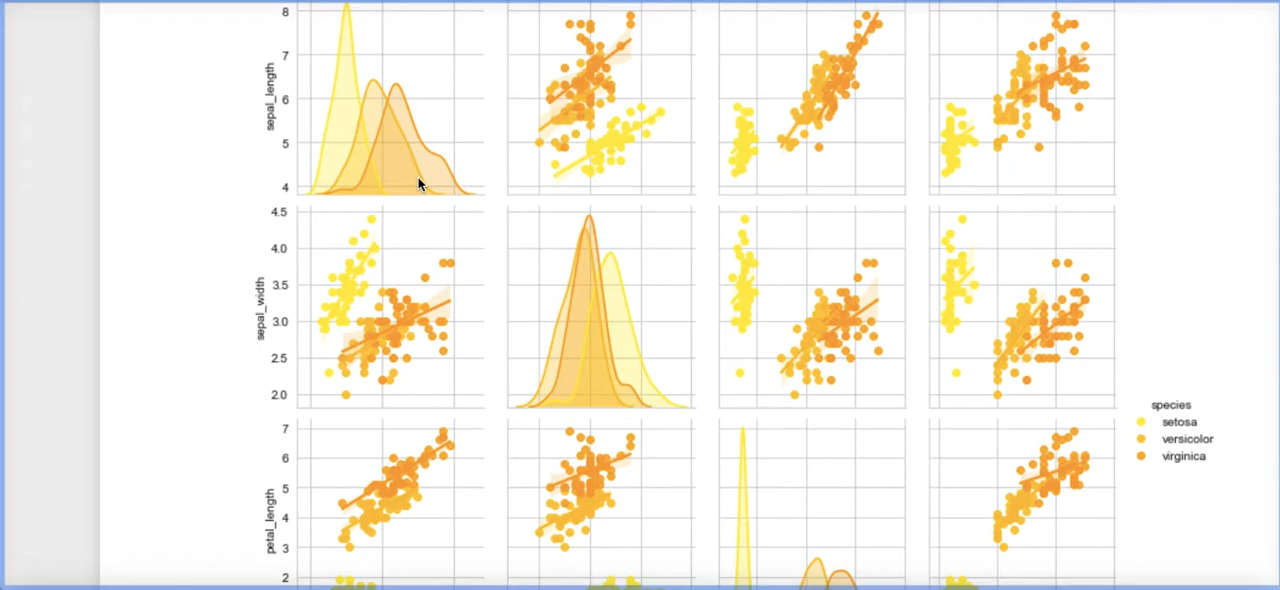 8
7
6
5
4
sepal_length
4.5
4.0
3.5
3.0
2.5
2.0
sepal_width
7
6
5
4
3
2
petal_length
species
setosa
versicolor
virginica